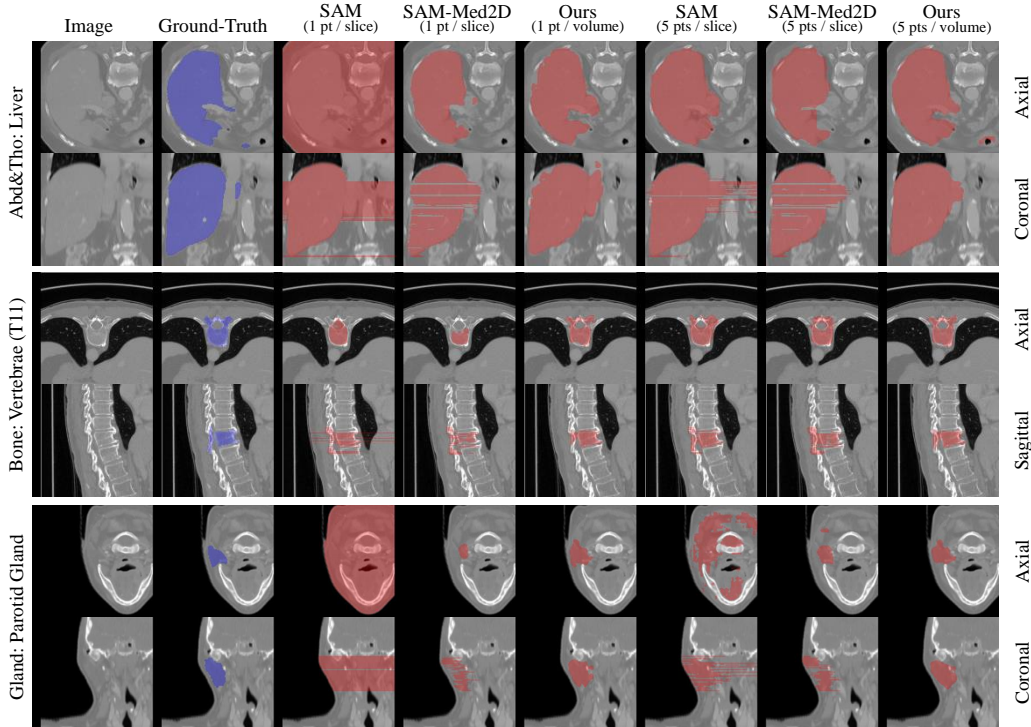 Image
Ground-Truth
SAM
(1 pt / slice)
SAM-Med2D
(1 pt / slice)
Ours
(1 pt / volume)
SAM
(5 pts / slice)
SAM-Med2D
(5 pts / slice)
Ours
(5 pts / volume)
Abd&Tho: Liver
Axial
Coronal
Bone: Vertebrae (T11)
Axial
Sagittal
Gland: Parotid Gland
Axial
Coronal